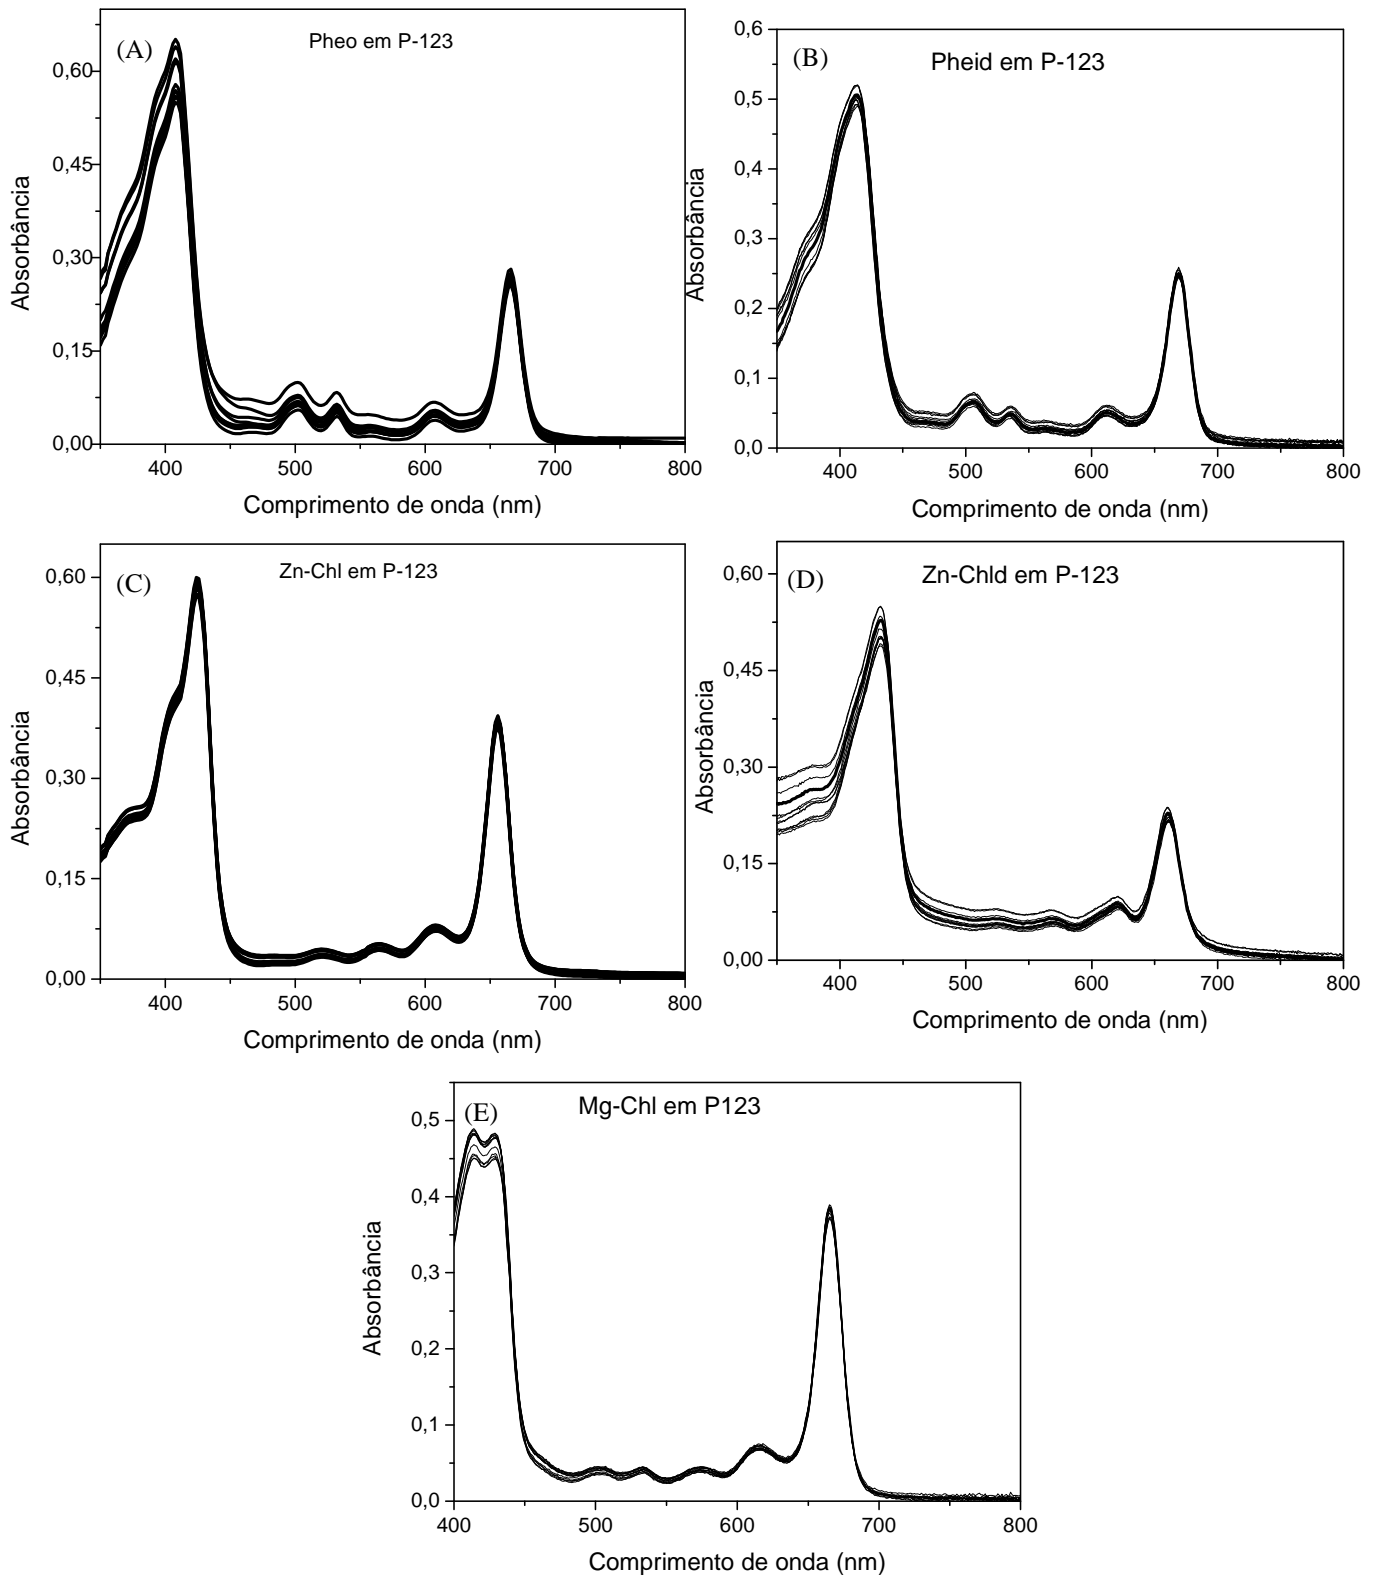 (A) Pheo em P-123
0,60
0,45
0,30
0,15
0,00
400 500 600 700 800
Absorbância
Comprimento de onda (nm)
(B) Pheid em P-123
0,6
0,5
0,4
0,3
0,2
0,1
0,0
400 500 600 700 800
Absorbância
Comprimento de onda (nm)
(C) Zn-Chl em P-123
0,60
0,45
0,30
0,15
0,00
400 500 600 700 800
Absorbância
Comprimento de onda (nm)
(D) Zn-Chld em P-123
0,60
0,45
0,30
0,15
0,00
400 500 600 700 800
Absorbância
Comprimento de onda (nm)
(E) Mg-Chl em P123
0,5
0,4
0,3
0,2
0,1
0,0
400 500 600 700 800
Absorbância
Comprimento de onda (nm)